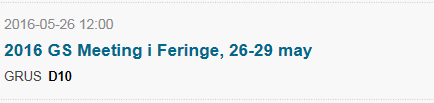 2016-05-26 12:00
2016 GS Meeting i Feringe, 26-29 may
GRUS D10